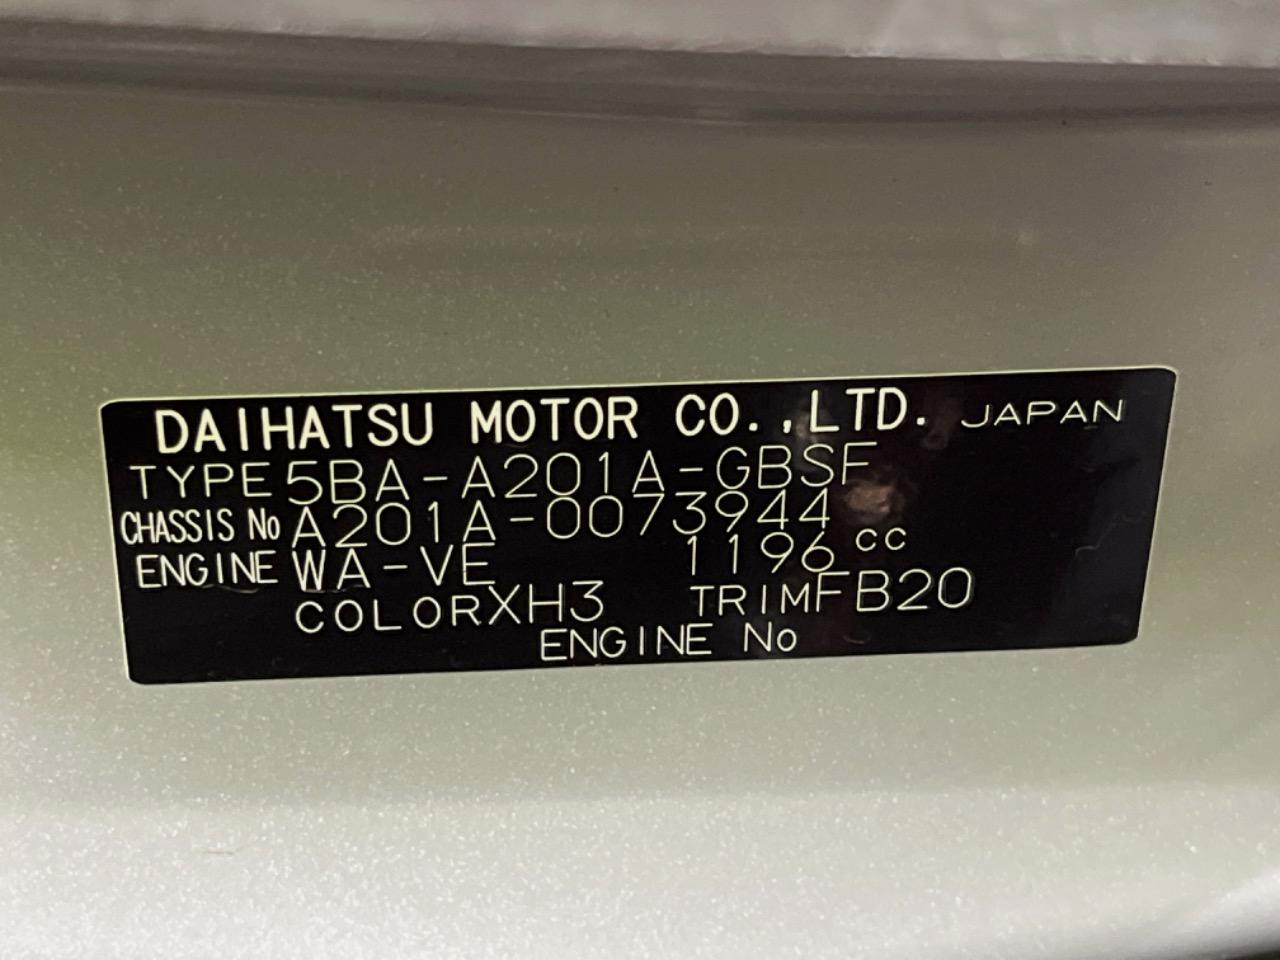 DAIHATSU MOTOR CO.,LTD. JAPAN
TYPE 5BA-A201A-GBSF
CHASSIS No A201A-0073944
ENGINE WA-VE 1196 cc
COLOR XH3 TRIM FB20
ENGINE No